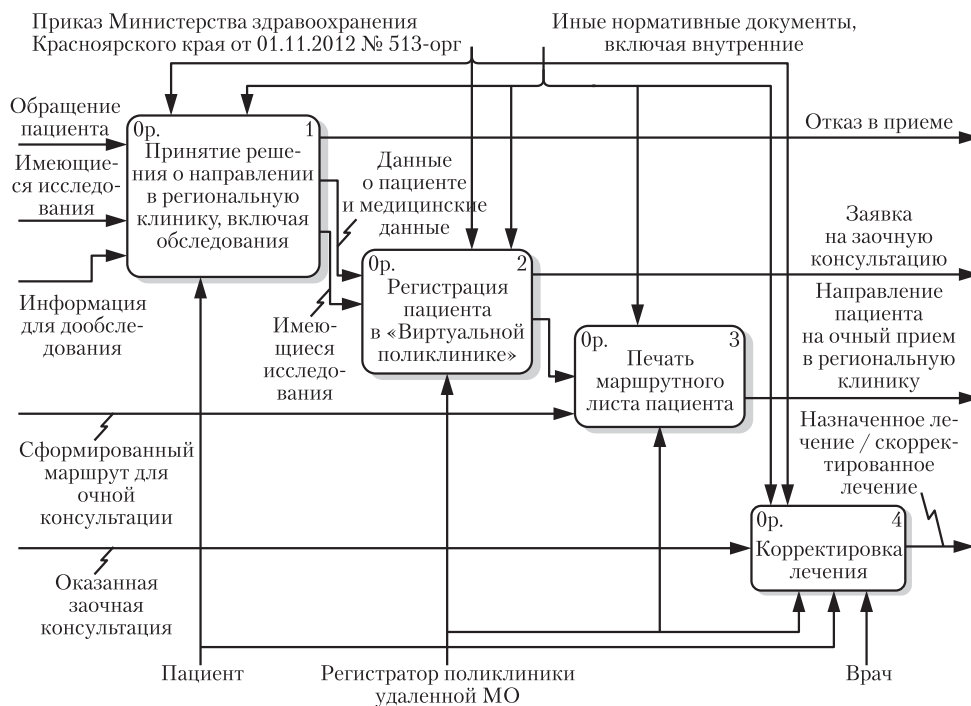 Приказ Министерства здравоохранения
Красноярского края от 01.11.2012 № 513-орг
Иные нормативные документы,
включая внутренние
Обращение
пациента
Имеющие-
ся исследо-
вания
Информация
для дообсле-
дования
0р. 1
Принятие реше-
ния о направлении
в региональную
клинику, включая
обследования
Данные
о пациенте
и медицинские
данные
Имею-
щиеся
исследо-
вания
0р. 2
Регистрация
пациента
в «Виртуальной
поликлинике»
0р. 3
Печать
маршрутного
листа пациента
Отказ в приеме
Заявка
на заочную
консультацию
Направление
пациента
на очный прием
в региональную
клинику
Назначенное ле-
чение / скоррек-
тированное
лечение
Сформированный
маршрут для
очной
консультации
0р. 4
Корректировка
лечения
Оказанная
заочная
консультация
Пациент
Регистратор поликлиники
удаленной МО
Врач